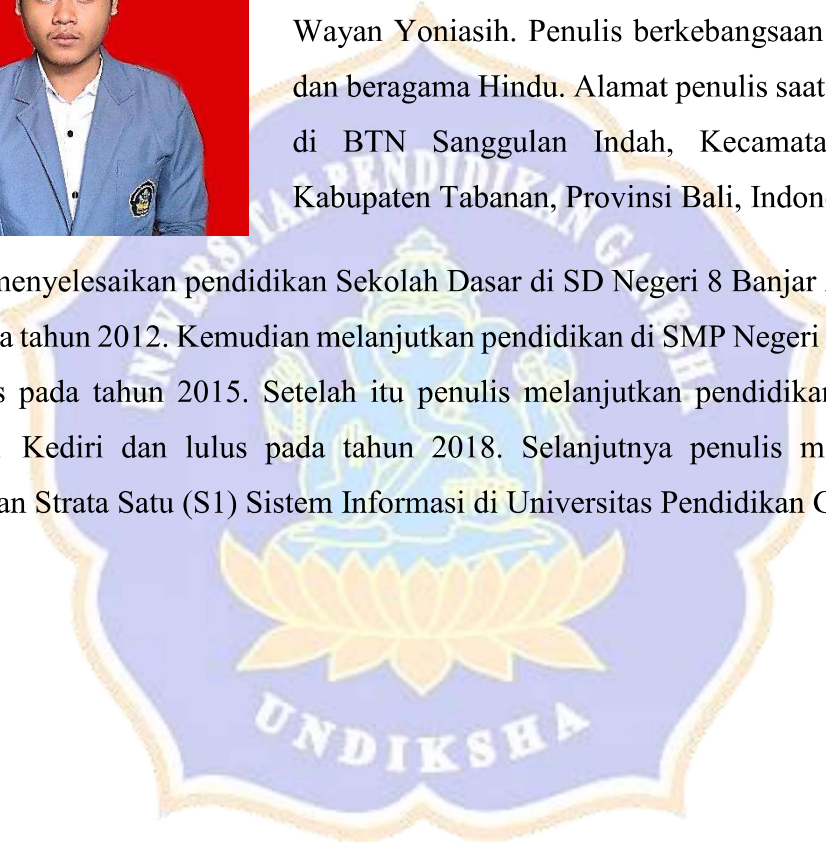 Wayan Yoniasih. Penulis berkebangsaan
dan beragama Hindu. Alamat penulis saat
di BTN Sanggulan Indah, Kecamata
Kabupaten Tabanan, Provinsi Bali, Indon
menyelesaikan pendidikan Sekolah Dasar di SD Negeri 8 Banjar
a tahun 2012. Kemudian melanjutkan pendidikan di SMP Negeri
s pada tahun 2015. Setelah itu penulis melanjutkan pendidikan
Kediri dan lulus pada tahun 2018. Selanjutnya penulis m
an Strata Satu (S1) Sistem Informasi di Universitas Pendidikan G
UNIVERSITAS PENDIDIKAN GANESHA
UNDIKSHA